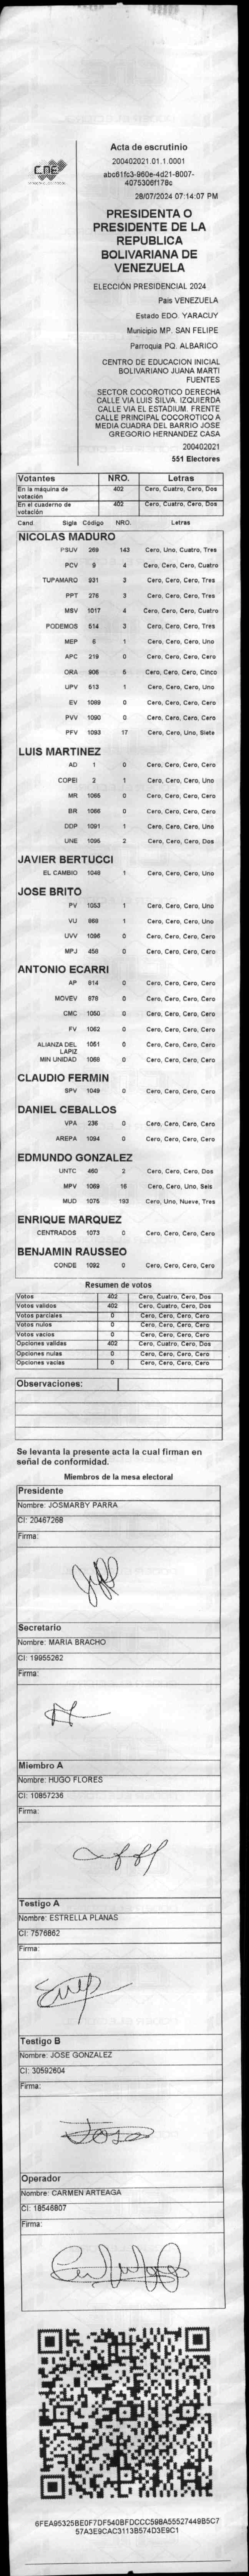 CNE
Acta de escrutinio
200402021.01.1.0001
abc61fc3-960e-4d21-8007-
4075306f178c
28/07/2024 07:14:07 PM
PRESIDENTA O
PRESIDENTE DE LA
REPUBLICA
BOLIVARIANA DE
VENEZUELA
ELECCIÓN PRESIDENCIAL 2024
País VENEZUELA
Estado EDO. YARACUY
Municipio MP. SAN FELIPE
Parroquia PQ. ALBARICO
CENTRO DE EDUCACION INICIAL
BOLIVARIANO JUANA MARTI
FUENTES
SECTOR COCOROTICO DERECHA
CALLE VIA LUIS SILVA. IZQUIERDA
CALLE VIA EL ESTADIUM. FRENTE
CALLE PRINCIPAL COCOROTICO A
MEDIA CUADRA DEL BARRIO JOSE
GREGORIO HERNANDEZ CASA
200402021
551 Electores
Votantes NRO. Letras
En la máquina de votación 402 Cero, Cuatro, Cero, Dos
En el cuaderno de votación 402 Cero, Cuatro, Cero, Dos
Cand. Sigla Código NRO. Letras
NICOLAS MADURO
PSUV 269 143 Cero, Uno, Cuatro, Tres
PCV 9 4 Cero, Cero, Cero, Cuatro
TUPAMARO 931 3 Cero, Cero, Cero, Tres
PPT 276 3 Cero, Cero, Cero, Tres
MSV 1017 4 Cero, Cero, Cero, Cuatro
PODEMOS 514 3 Cero, Cero, Cero, Tres
MEP 6 1 Cero, Cero, Cero, Uno
APC 219 0 Cero, Cero, Cero, Cero
ORA 906 5 Cero, Cero, Cero, Cinco
UPV 613 1 Cero, Cero, Cero, Uno
EV 1089 0 Cero, Cero, Cero, Cero
PVV 1090 0 Cero, Cero, Cero, Cero
PFV 1093 17 Cero, Cero, Uno, Siete
LUIS MARTINEZ
AD 1 0 Cero, Cero, Cero, Cero
COPEI 2 1 Cero, Cero, Cero, Uno
MR 1065 0 Cero, Cero, Cero, Cero
BR 1066 0 Cero, Cero, Cero, Cero
DDP 1091 1 Cero, Cero, Cero, Uno
UNE 1095 2 Cero, Cero, Cero, Dos
JAVIER BERTUCCI
EL CAMBIO 1048 1 Cero, Cero, Cero, Uno
JOSE BRITO
PV 1053 1 Cero, Cero, Cero, Uno
VU 868 1 Cero, Cero, Cero, Uno
UVV 1096 0 Cero, Cero, Cero, Cero
MPJ 456 0 Cero, Cero, Cero, Cero
ANTONIO ECARRI
AP 914 0 Cero, Cero, Cero, Cero
MOVEV 878 0 Cero, Cero, Cero, Cero
CMC 1050 0 Cero, Cero, Cero, Cero
FV 1062 0 Cero, Cero, Cero, Cero
ALIANZA DEL LAPIZ 1061 0 Cero, Cero, Cero, Cero
MIN UNIDAD 1088 0 Cero, Cero, Cero, Cero
CLAUDIO FERMIN
SPV 1049 0 Cero, Cero, Cero, Cero
DANIEL CEBALLOS
VPA 236 0 Cero, Cero, Cero, Cero
AREPA 1094 0 Cero, Cero, Cero, Cero
EDMUNDO GONZALEZ
UNTC 460 2 Cero, Cero, Cero, Dos
MPV 1069 16 Cero, Cero, Uno, Seis
MUD 1075 193 Cero, Uno, Nueve, Tres
ENRIQUE MARQUEZ
CENTRADOS 1073 0 Cero, Cero, Cero, Cero
BENJAMIN RAUSSEO
CONDE 1092 0 Cero, Cero, Cero, Cero
Resumen de votos
Votos 402 Cero, Cuatro, Cero, Dos
Votos validos 402 Cero, Cuatro, Cero, Dos
Votos parciales 0 Cero, Cero, Cero, Cero
Votos nulos 0 Cero, Cero, Cero, Cero
Votos vacios 0 Cero, Cero, Cero, Cero
Opciones validas 402 Cero, Cuatro, Cero, Dos
Opciones nulas 0 Cero, Cero, Cero, Cero
Opciones vacias 0 Cero, Cero, Cero, Cero
Observaciones:
Se levanta la presente acta la cual firman en
señal de conformidad.
Miembros de la mesa electoral
Presidente
Nombre: JOSMARBY PARRA
CI: 20467268
Firma:
Secretario
Nombre: MARIA BRACHO
CI: 19955262
Firma:
Miembro A
Nombre: HUGO FLORES
CI: 10857236
Firma:
Testigo A
Nombre: ESTRELLA PLANAS
CI: 7576862
Firma:
Testigo B
Nombre: JOSE GONZALEZ
CI: 30592604
Firma:
Jose
Operador
Nombre: CARMEN ARTEAGA
CI: 18546807
Firma:
6FEA95325BE0F7DF540BFDCCC598A55527449B5C7
57A3E9CAC3113B574D3E9C1